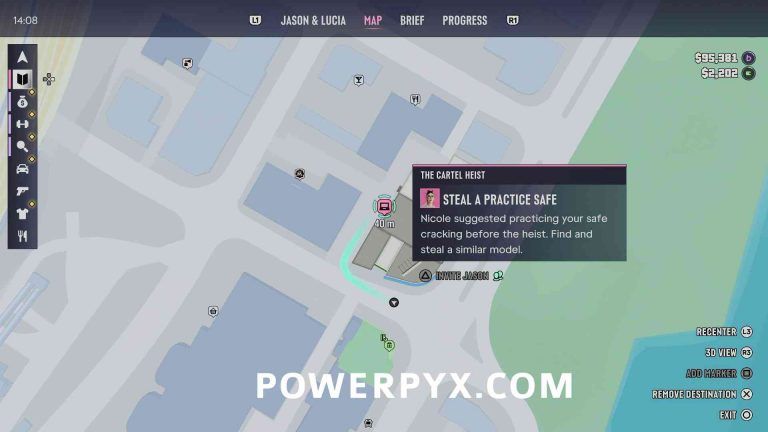 14:08
L1 JASON & LUCIA MAP BRIEF PROGRESS R1
$95,381
$2,202
THE CARTEL HEIST
STEAL A PRACTICE SAFE
Nicole suggested practicing your safe
cracking before the heist. Find and
steal a similar model.
40 m
INVITE JASON
RECENTER L3
3D VIEW R3
ADD MARKER
REMOVE DESTINATION
EXIT
POWERPYX.COM